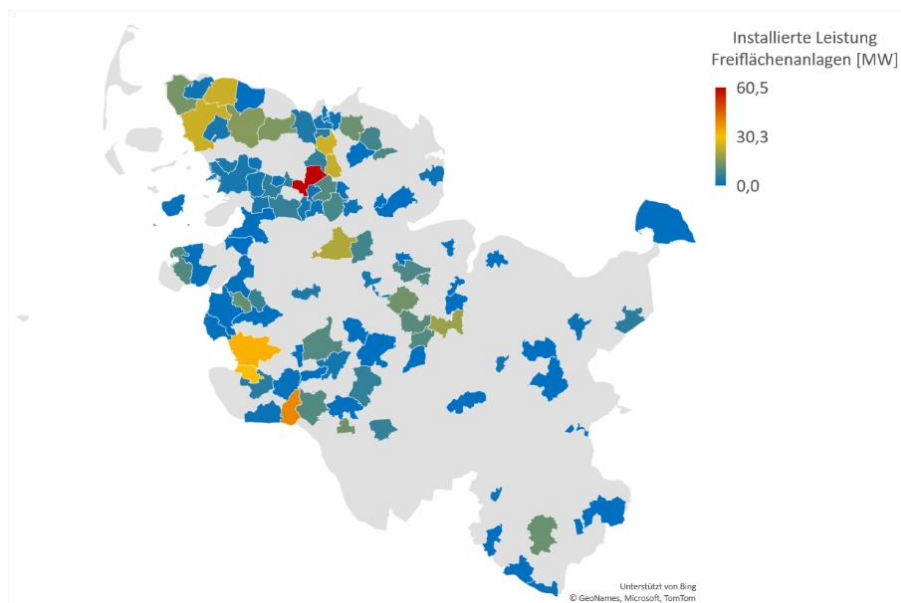 Installierte Leistung
Freiflächenanlagen [MW]
60,5
30,3
0,0
Unterstützt von Bing
© GeoNames, Microsoft, TomTom